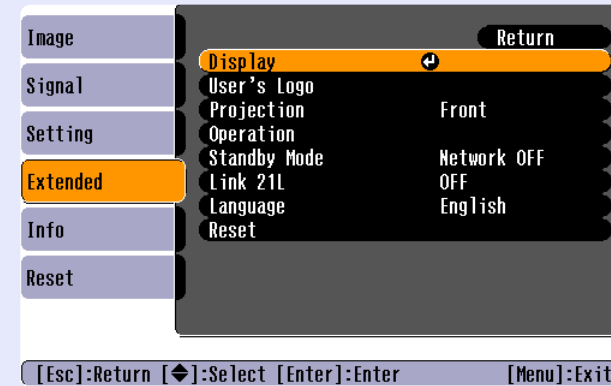 Image
Signal
Setting
Extended
Info
Reset
Return
Display
User's Logo
Projection Front
Operation
Standby Mode Network OFF
Link 21L OFF
Language English
Reset
[Esc]:Return [◆]:Select [Enter]:Enter [Menu]:Exit